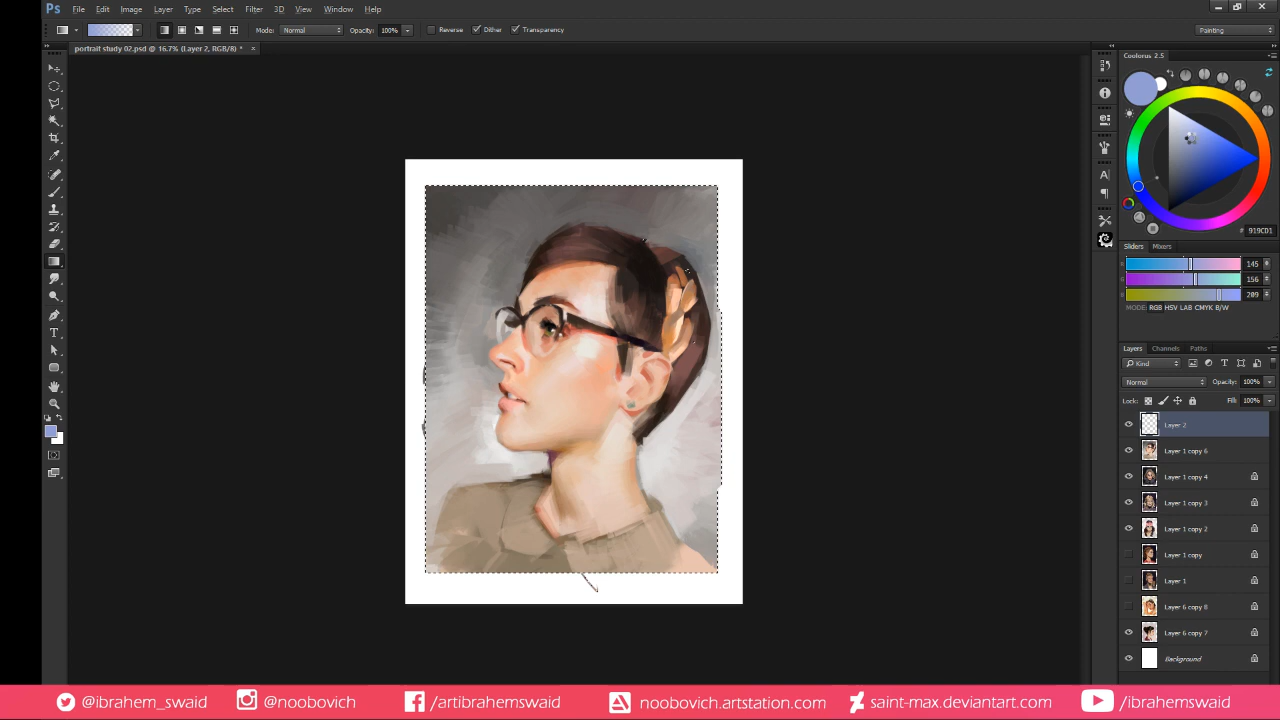 Ps File Edit Image Layer Type Select Filter 3D View Window Help
Mode: Normal Opacity: 100% Reverse Dither Transparency Painting
portrait study 02.psd @ 16.7% (Layer 2, RGB/8) *
Coolorus 2.5
# 919CD1
Sliders Mixers
145
156
209
MODE: RGB HSV LAB CMYK B/W
Layers Channels Paths
Kind
Normal Opacity: 100%
Lock: Fill: 100%
Layer 2
Layer 1 copy 6
Layer 1 copy 4
Layer 1 copy 3
Layer 1 copy 2
Layer 1 copy
Layer 1
Layer 6 copy 8
Layer 6 copy 7
Background
@ibrahem_swaid @noobovich /artibrahemswaid noobovich.artstation.com saint-max.deviantart.com /ibrahemswaid